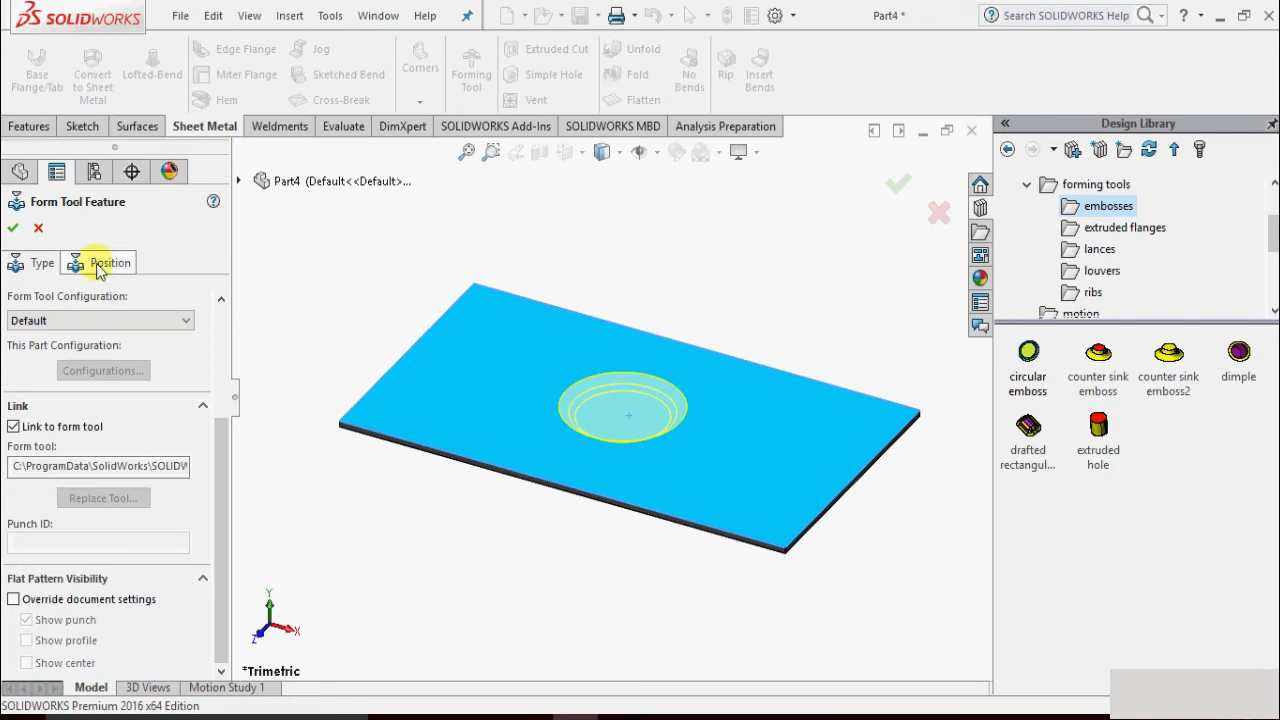 SOLIDWORKS
File Edit View Insert Tools Window Help
Part4 *
Search SOLIDWORKS Help
Base Flange/Tab
Convert to Sheet Metal
Lofted-Bend
Edge Flange
Miter Flange
Hem
Jog
Sketched Bend
Cross-Break
Corners
Forming Tool
Extruded Cut
Simple Hole
Vent
Unfold
Fold
Flatten
No Bends
Rip
Insert Bends
Features Sketch Surfaces Sheet Metal Weldments Evaluate DimXpert SOLIDWORKS Add-Ins SOLIDWORKS MBD Analysis Preparation
Design Library
Part4 (Default<<Default>...
Form Tool Feature
Type Position
Form Tool Configuration:
Default
This Part Configuration:
Configurations...
Link
Link to form tool
Form tool:
C:\ProgramData\SolidWorks\SOLIDW
Replace Tool...
Punch ID:
Flat Pattern Visibility
Override document settings
Show punch
Show profile
Show center
forming tools
embosses
extruded flanges
lances
louvers
ribs
motion
circular emboss
counter sink emboss
counter sink emboss2
dimple
drafted rectangul...
extruded hole
Y
X
Z
*Trimetric
Model 3D Views Motion Study 1
SOLIDWORKS Premium 2016 x64 Edition